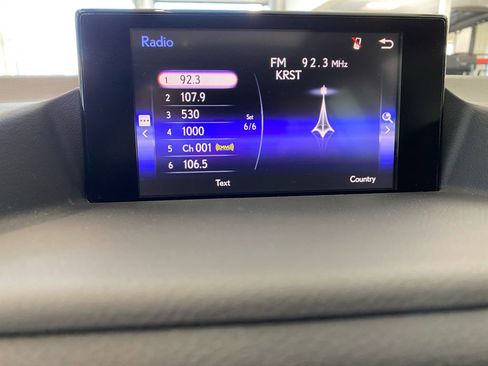 Radio
FM 92.3 MHz
KRST
1 92.3
2 107.9
3 530
4 1000
5 Ch 001
6 106.5
Set
6/6
Text
Country